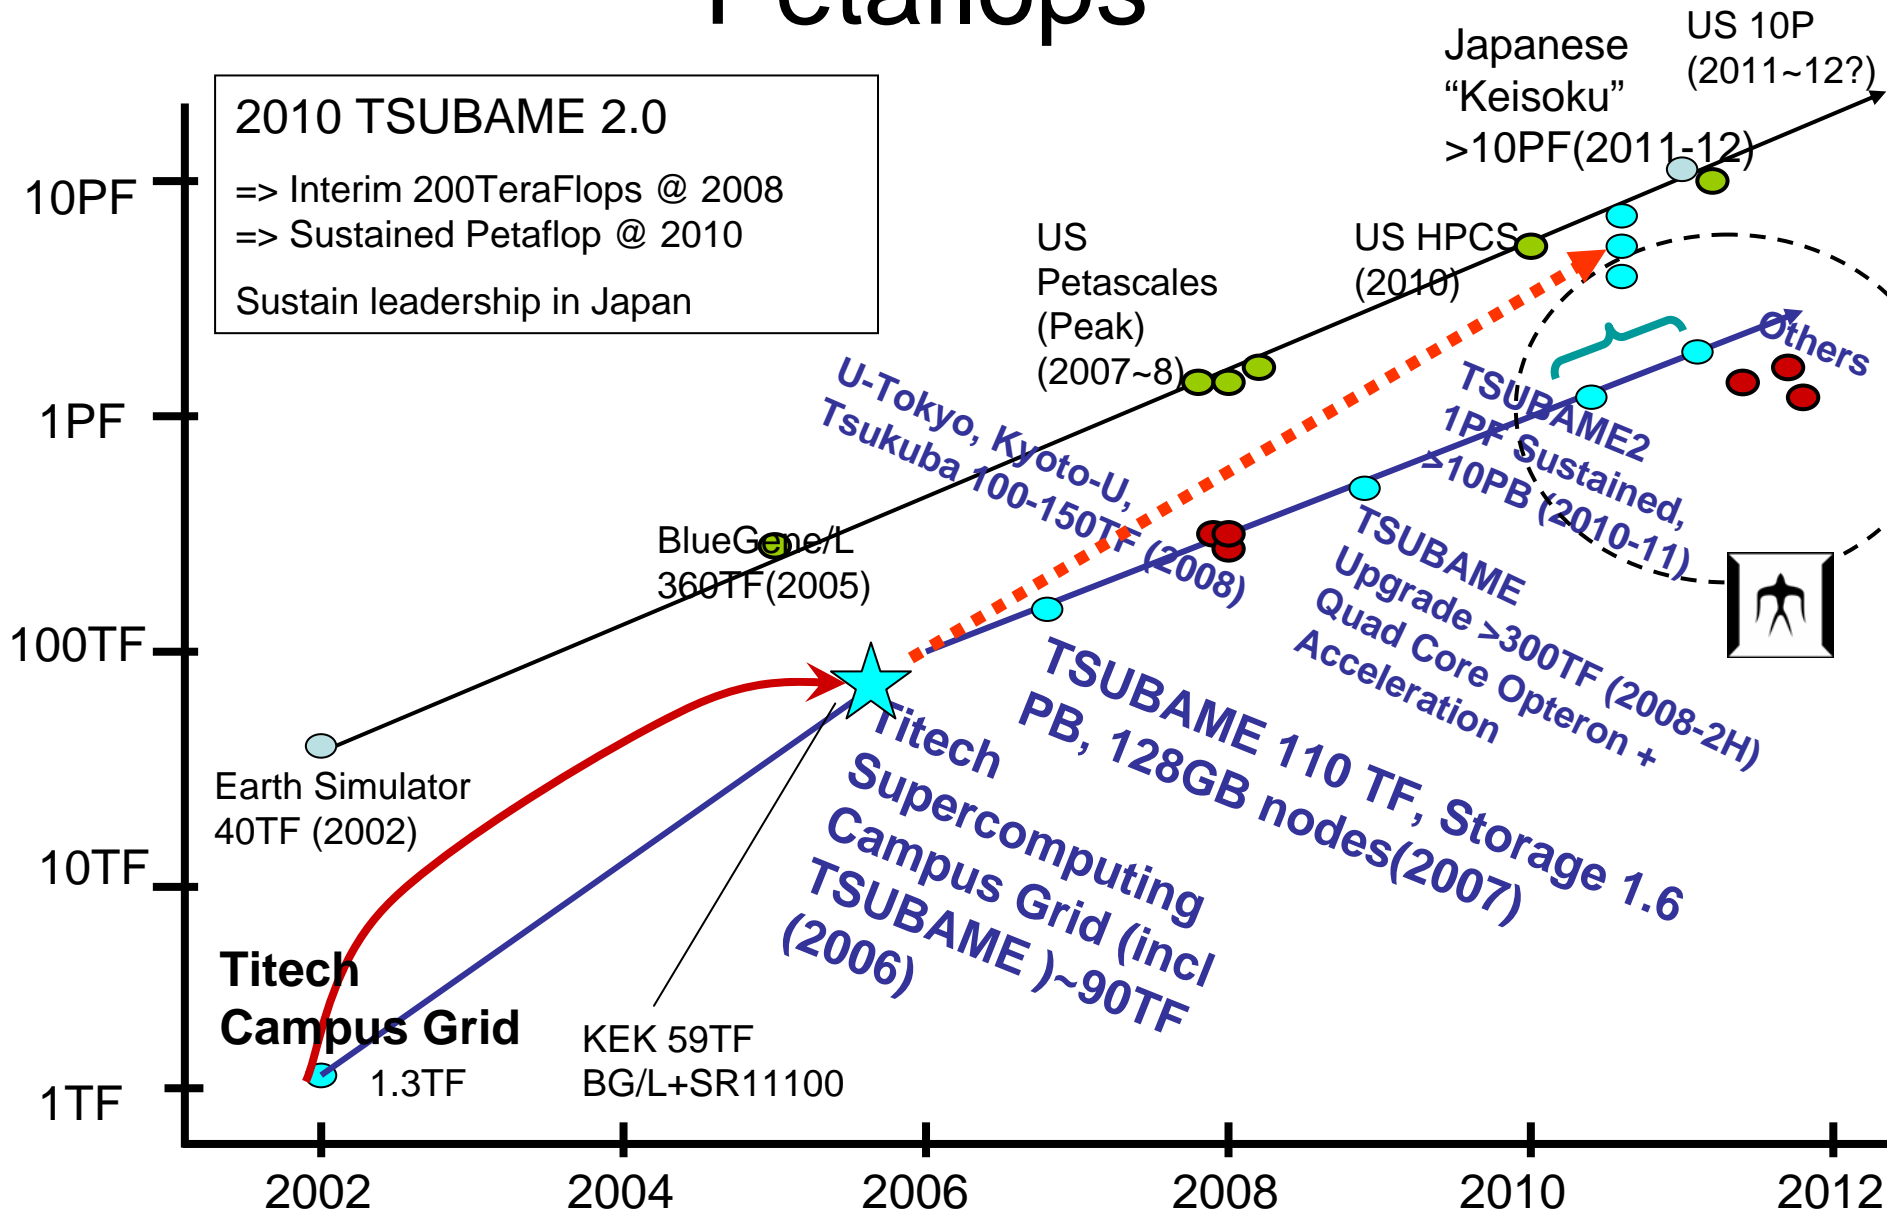 Petaflops
US 10P
(2011~12?)
Japanese
“Keisoku”
>10PF(2011-12)
2010 TSUBAME 2.0
=> Interim 200TeraFlops @ 2008
=> Sustained Petaflop @ 2010
Sustain leadership in Japan
10PF
1PF
100TF
10TF
1TF
US
Petascales
(Peak)
(2007~8)
US HPCS
(2010)
Others
U-Tokyo, Kyoto-U,
Tsukuba 100-150TF (2008)
TSUBAME2
1PF Sustained,
>10PB (2010-11)
BlueGene/L
360TF(2005)
TSUBAME
Upgrade >300TF (2008-2H)
Quad Core Opteron +
Acceleration
TSUBAME 110 TF, Storage 1.6
PB, 128GB nodes(2007)
Titech
Supercomputing
Campus Grid (incl
TSUBAME )~90TF
(2006)
Earth Simulator
40TF (2002)
Titech
Campus Grid
1.3TF
KEK 59TF
BG/L+SR11100
2002
2004
2006
2008
2010
2012